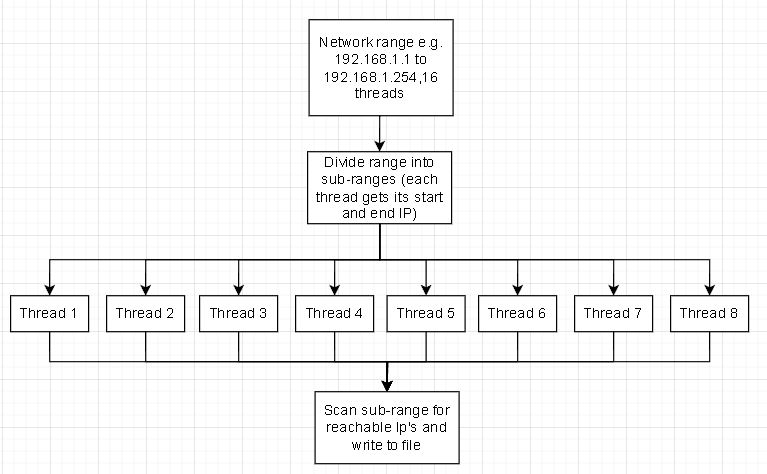 Network range e.g.
192.168.1.1 to
192.168.1.254,16
threads
Divide range into
sub-ranges (each
thread gets its start
and end IP)
Thread 1
Thread 2
Thread 3
Thread 4
Thread 5
Thread 6
Thread 7
Thread 8
Scan sub-range for
reachable Ip's and
write to file